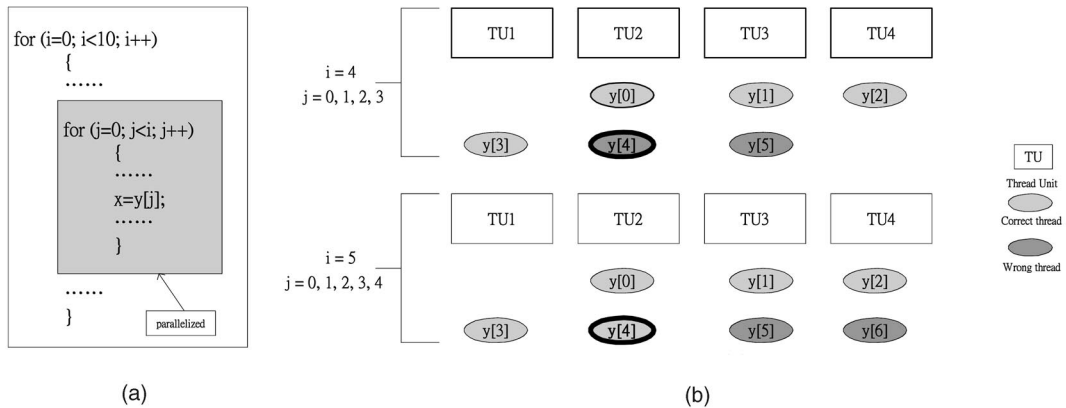 for (i=0; i<10; i++)
{
......
for (j=0; j<i; j++)
{
......
x=y[j];
......
}
......
}
parallelized
(a)
i = 4
j = 0, 1, 2, 3
TU1 TU2 TU3 TU4
y[0] y[1] y[2]
y[3] y[4] y[5]
i = 5
j = 0, 1, 2, 3, 4
TU1 TU2 TU3 TU4
y[0] y[1] y[2]
y[3] y[4] y[5] y[6]
(b)
TU
Thread Unit
Correct thread
Wrong thread